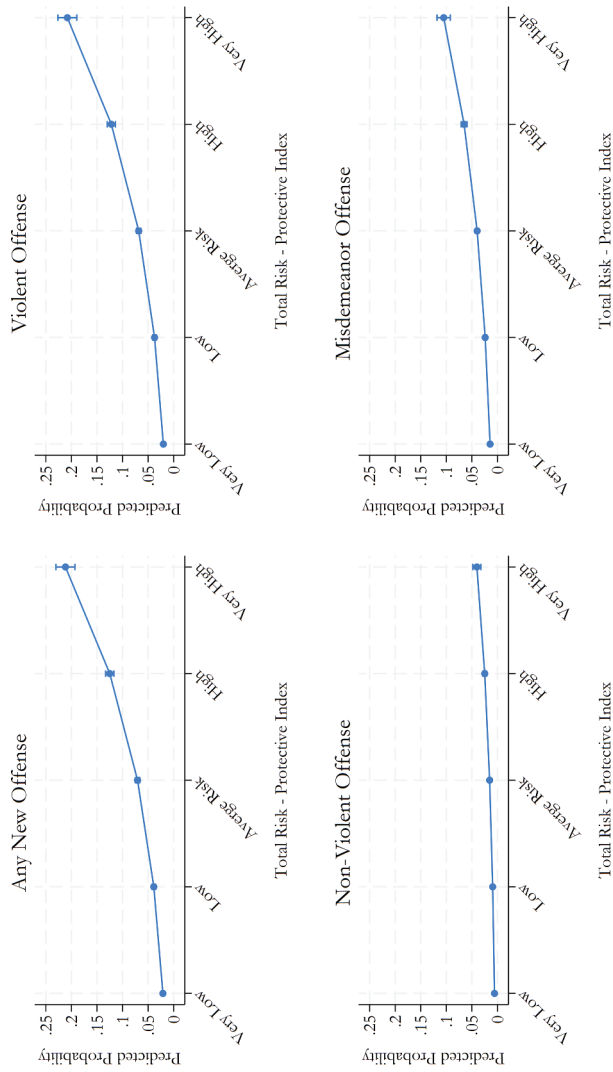 Any New Offense
Predicted Probability
.25
.2
.15
.1
.05
0
Very Low
Low
Averge Risk
High
Very High
Total Risk - Protective Index
Violent Offense
Predicted Probability
.25
.2
.15
.1
.05
0
Very Low
Low
Averge Risk
High
Very High
Total Risk - Protective Index
Non-Violent Offense
Predicted Probability
.25
.2
.15
.1
.05
0
Very Low
Low
Averge Risk
High
Very High
Total Risk - Protective Index
Misdemeanor Offense
Predicted Probability
.25
.2
.15
.1
.05
0
Very Low
Low
Averge Risk
High
Very High
Total Risk - Protective Index